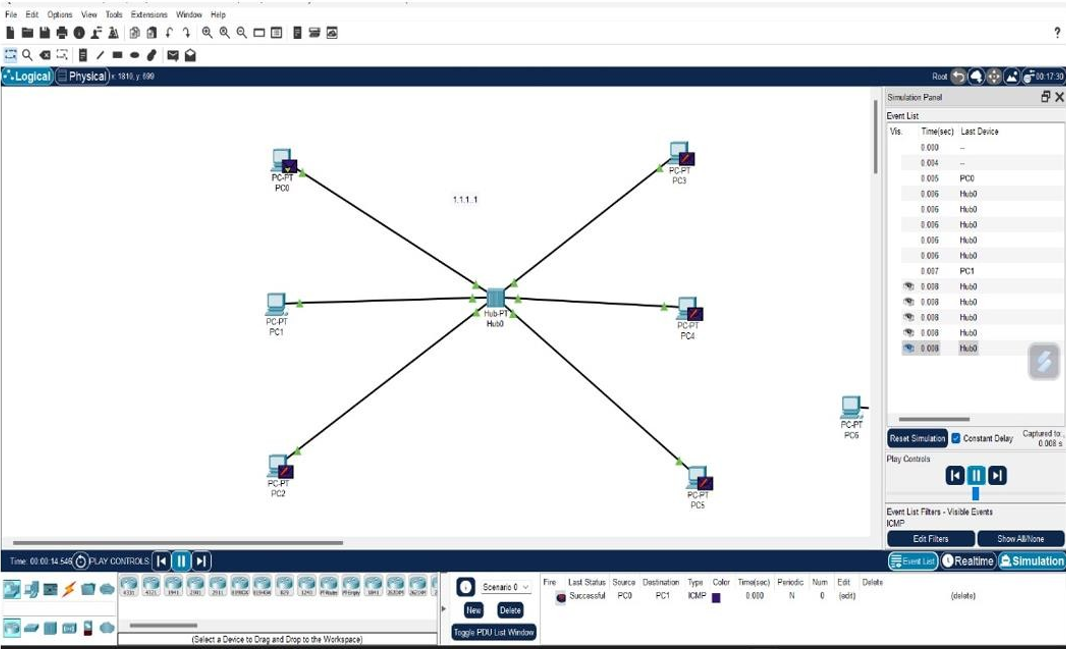 File Edit Options View Tools Extensions Window Help
?
Logical Physical x: 1810, y: 699 Root 00:17:30
Simulation Panel
Event List
Vis. Time(sec) Last Device
0.000 --
0.004 --
0.005 PC0
0.006 Hub0
0.006 Hub0
0.006 Hub0
0.006 Hub0
0.006 Hub0
0.007 PC1
0.008 Hub0
0.008 Hub0
0.008 Hub0
0.008 Hub0
0.008 Hub0
PC-PT
PC0
PC-PT
PC3
1.1.1..1
PC-PT
PC1
Hub-PT
Hub0
PC-PT
PC4
PC-PT
PC6
PC-PT
PC2
PC-PT
PC5
Reset Simulation Constant Delay Captured to:
0.008 s
Play Controls
Event List Filters - Visible Events
ICMP
Edit Filters Show All/None
Time: 00:00:14.546 PLAY CONTROLS: Event List Realtime Simulation
4331 4321 1941 2901 2911 819HGW 829 1240 PT-Router PT-Empty 1841 2620XM 2621XM
(Select a Device to Drag and Drop to the Workspace)
Scenario 0
New Delete
Toggle PDU List Window
Fire Last Status Source Destination Type Color Time(sec) Periodic Num Edit Delete
Successful PC0 PC1 ICMP 0.000 N 0 (edit) (delete)